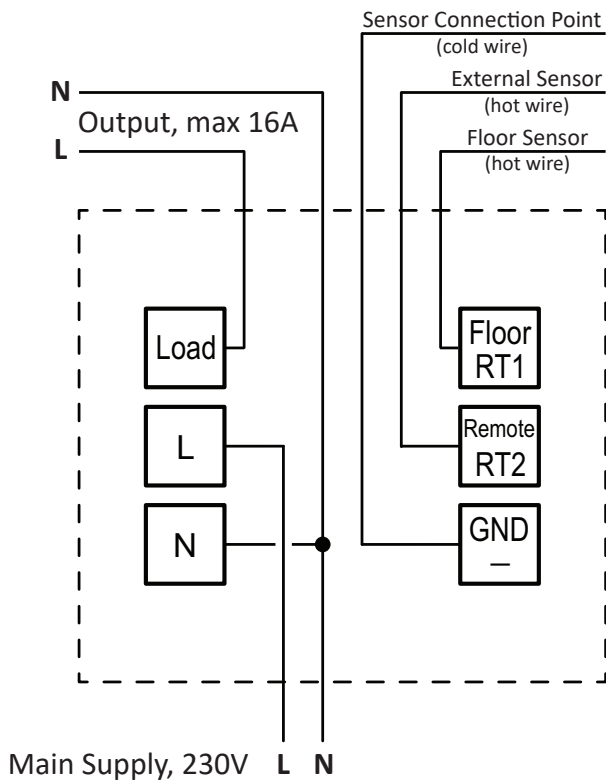 Sensor Connection Point
(cold wire)
External Sensor
(hot wire)
Floor Sensor
(hot wire)
N
Output, max 16A
L
Load
L
N
Floor
RT1
Remote
RT2
GND
–
Main Supply, 230V L N